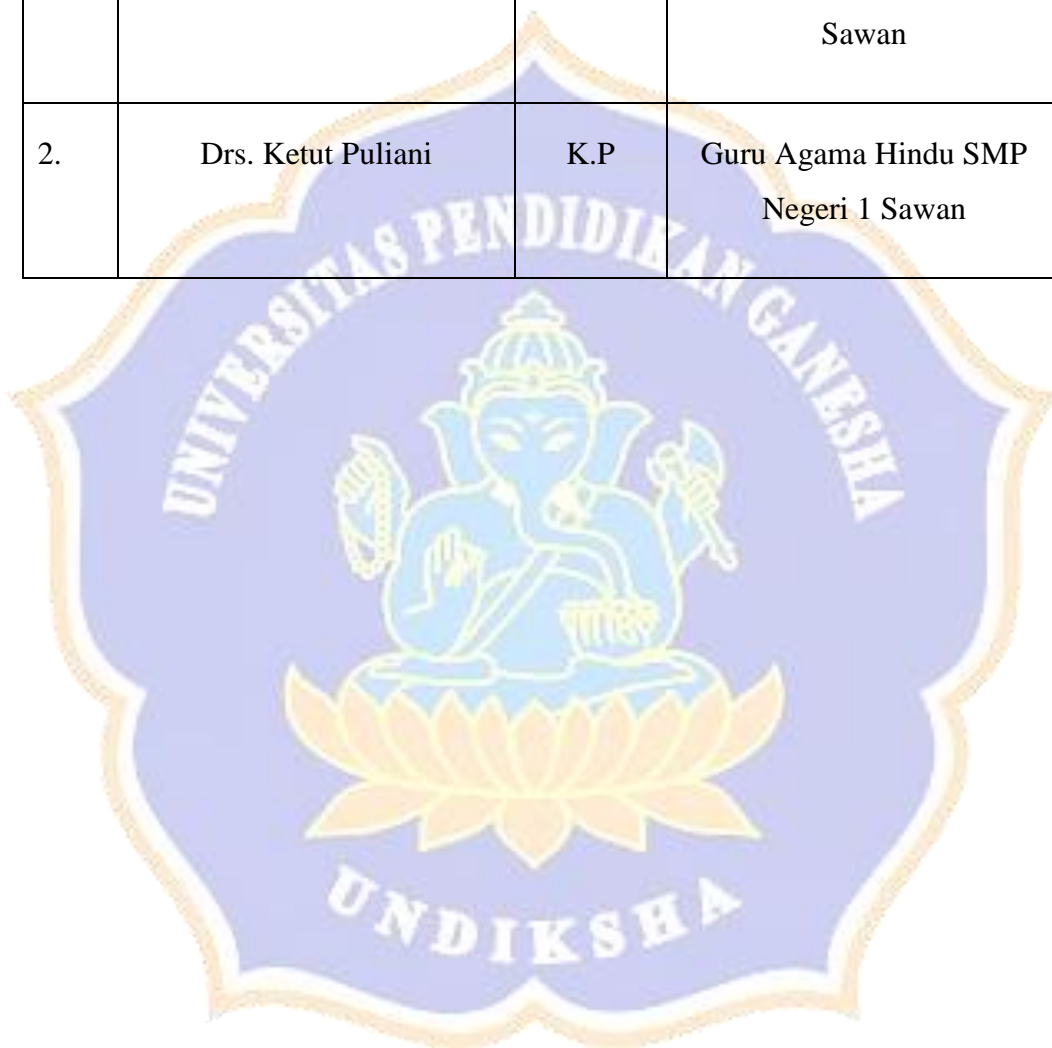 Sawan
2. Drs. Ketut Puliani K.P Guru Agama Hindu SMP
Negeri 1 Sawan
UNIVERSITAS PENDIDIKAN GANESHA
UNDIKSHA